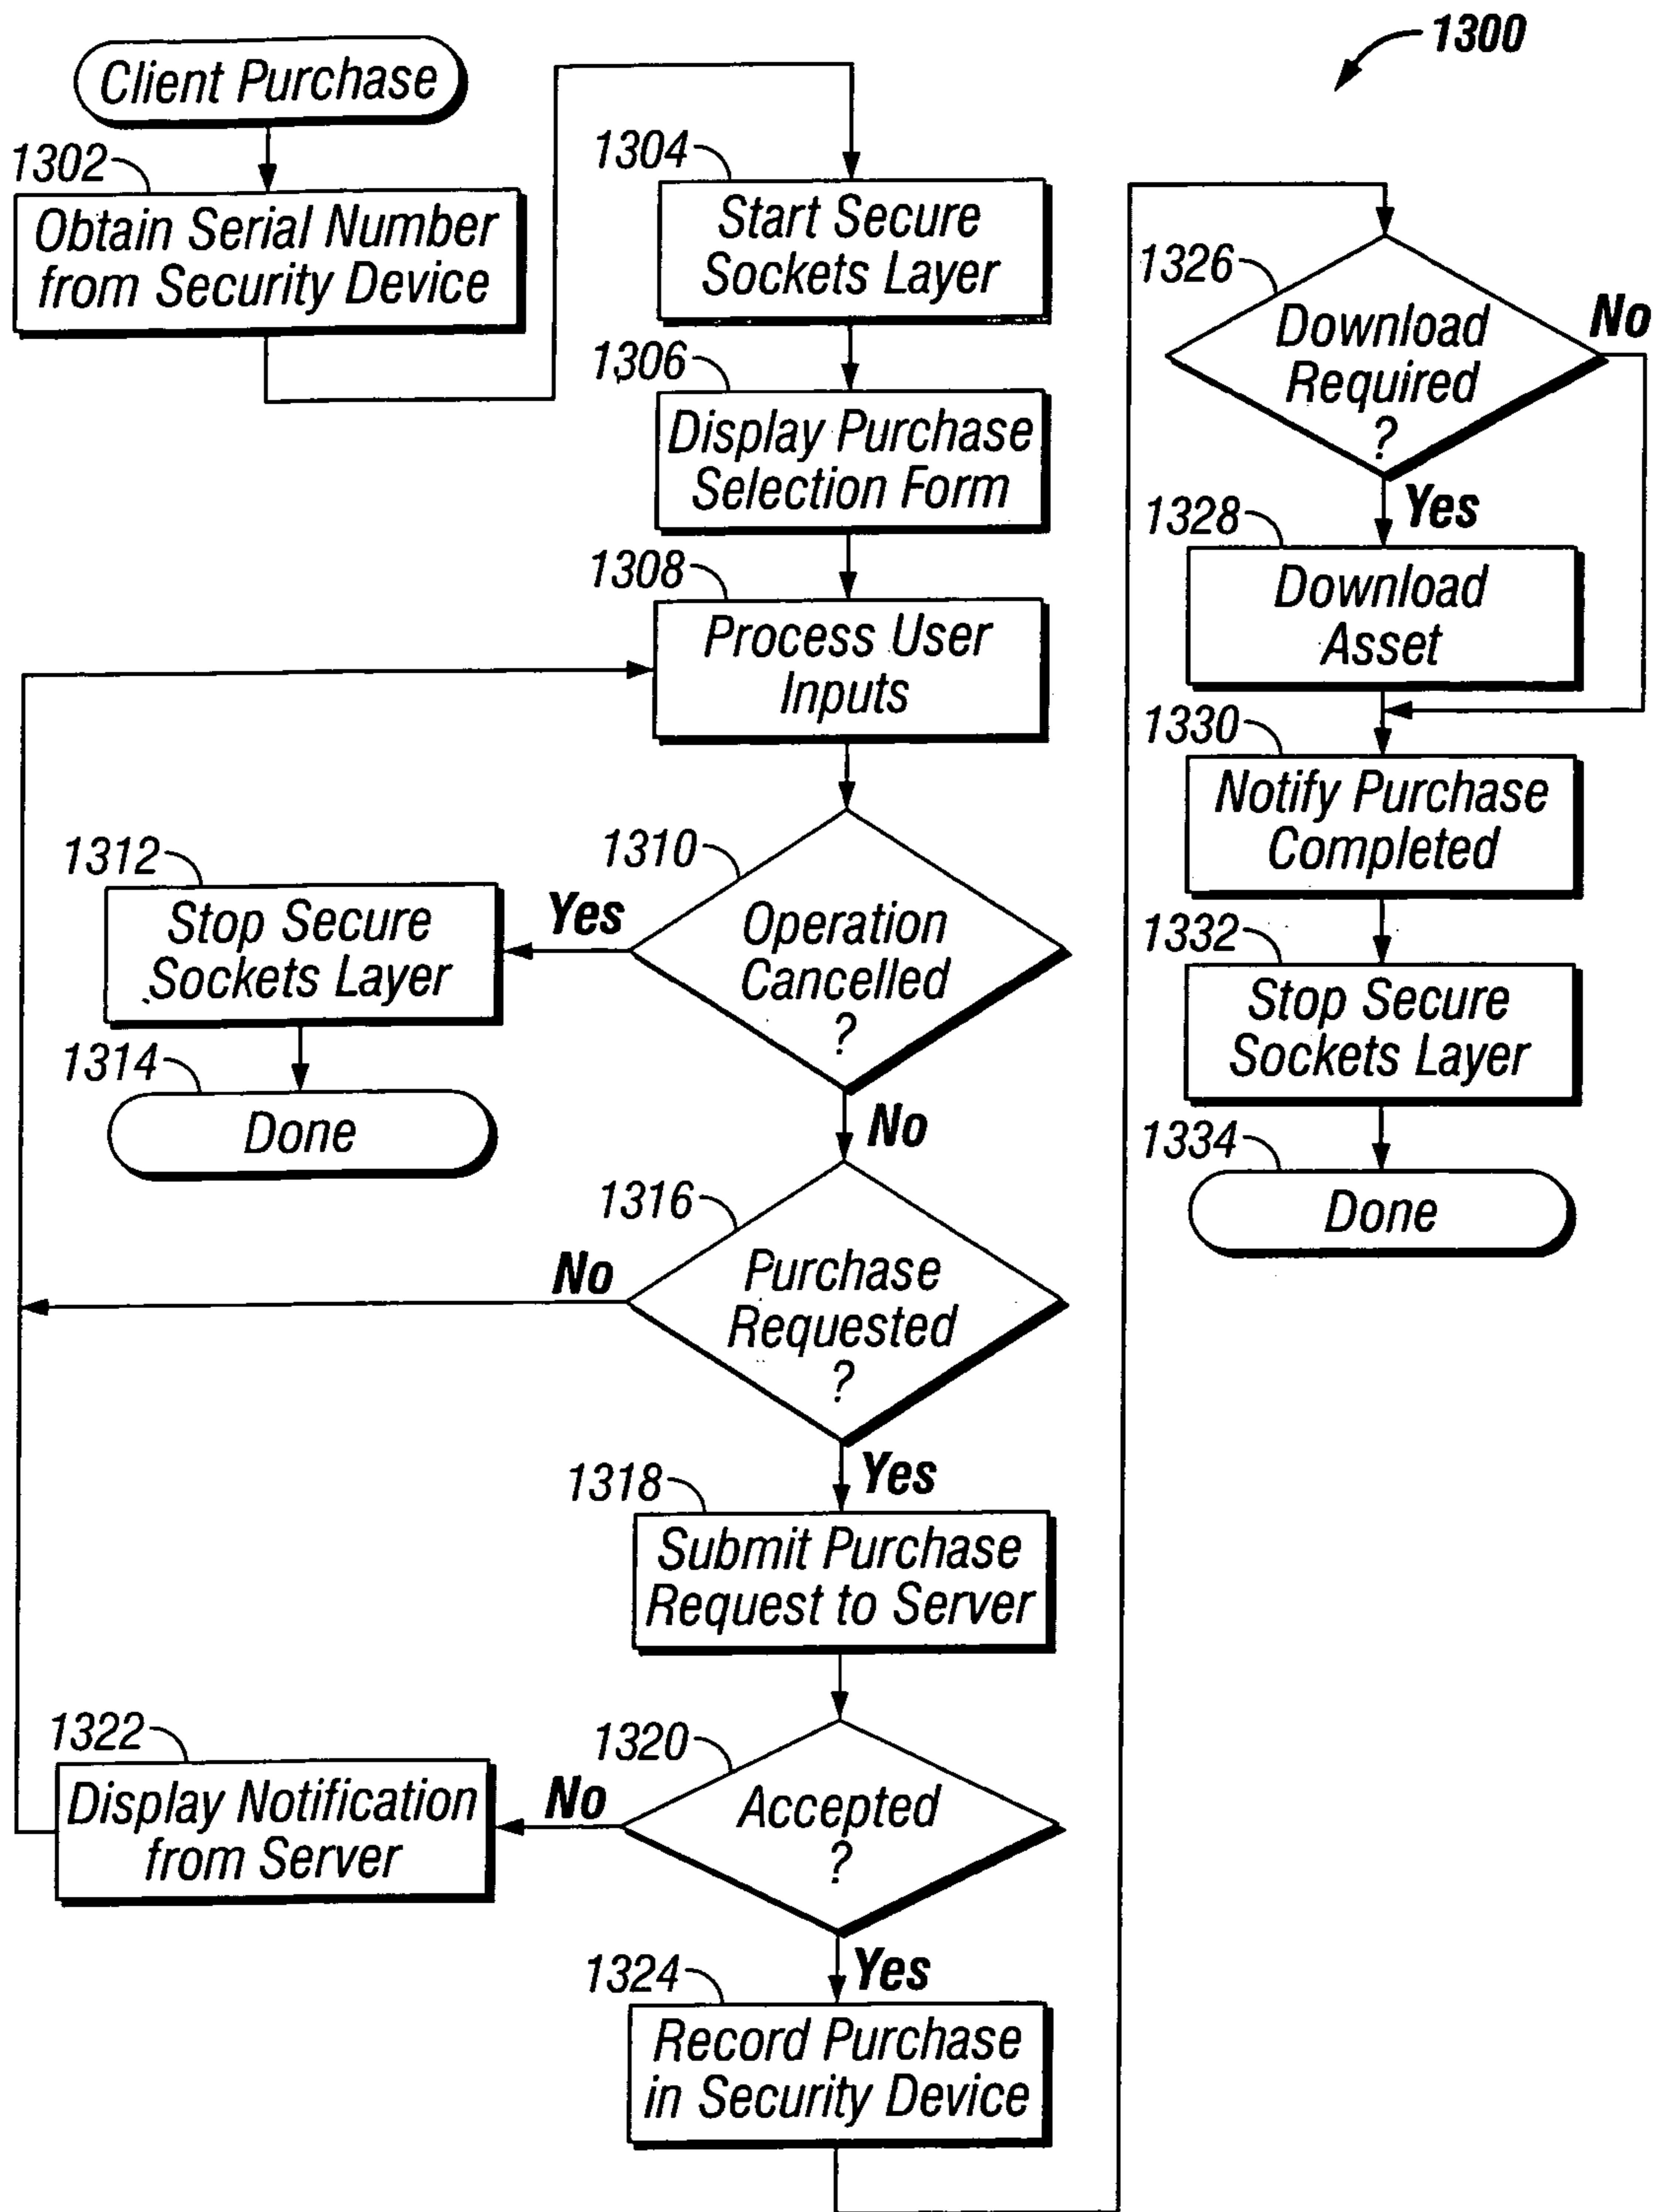 1300
Client Purchase
1302
Obtain Serial Number
from Security Device
1304
Start Secure
Sockets Layer
1306
Display Purchase
Selection Form
1308
Process User
Inputs
1310
Operation
Cancelled
?
Yes
1312
Stop Secure
Sockets Layer
1314
Done
No
1316
Purchase
Requested
?
No
Yes
1318
Submit Purchase
Request to Server
1320
Accepted
?
No
1322
Display Notification
from Server
Yes
1324
Record Purchase
in Security Device
1326
Download
Required
?
No
Yes
1328
Download
Asset
1330
Notify Purchase
Completed
1332
Stop Secure
Sockets Layer
1334
Done